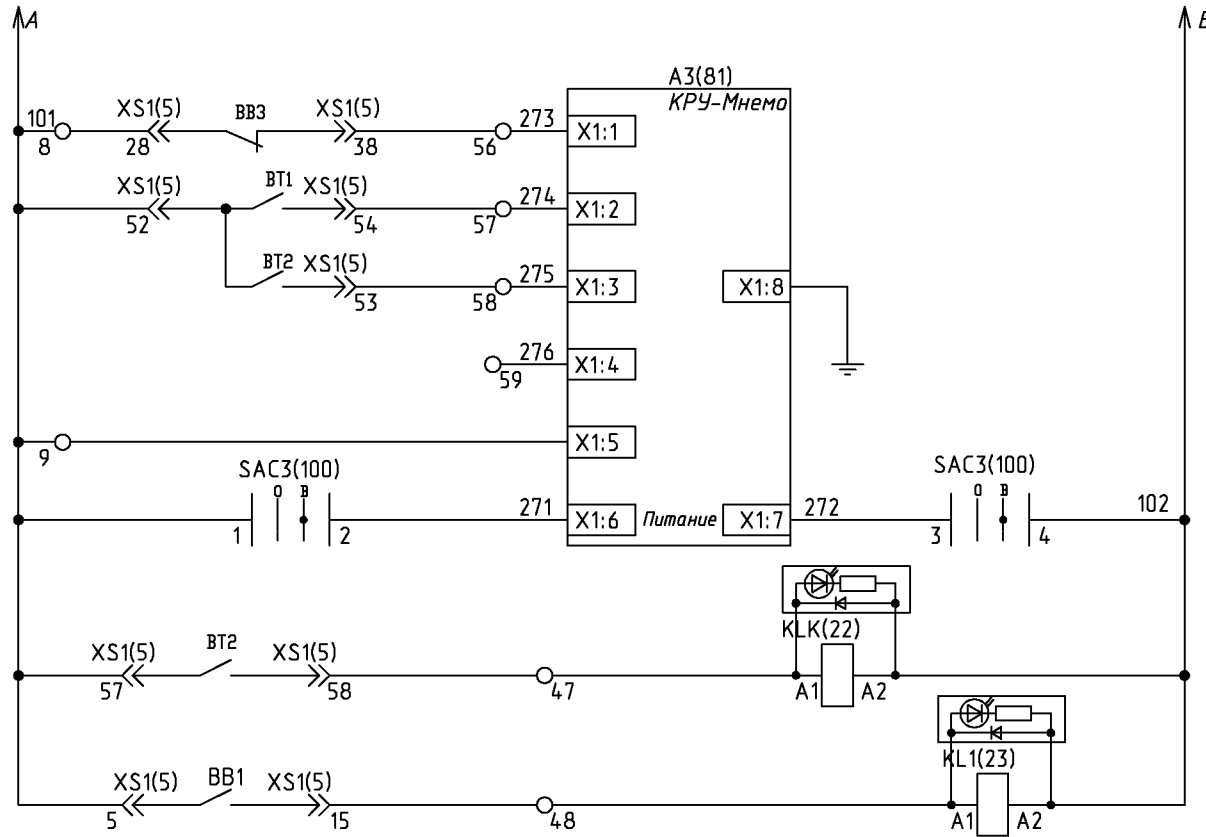 A
Б
A3(81)
КРУ-Мнемо
101
8
XS1(5)
28
BB3
XS1(5)
38
56
273
X1:1
XS1(5)
52
BT1
XS1(5)
54
57
274
X1:2
BT2
XS1(5)
53
58
275
X1:3
X1:8
59
276
X1:4
9
X1:5
SAC3(100)
О В
1
2
271
X1:6
Питание
X1:7
272
SAC3(100)
О В
3
4
102
KLK(22)
XS1(5)
57
BT2
XS1(5)
58
47
A1
A2
KL1(23)
XS1(5)
5
BB1
XS1(5)
15
48
A1
A2